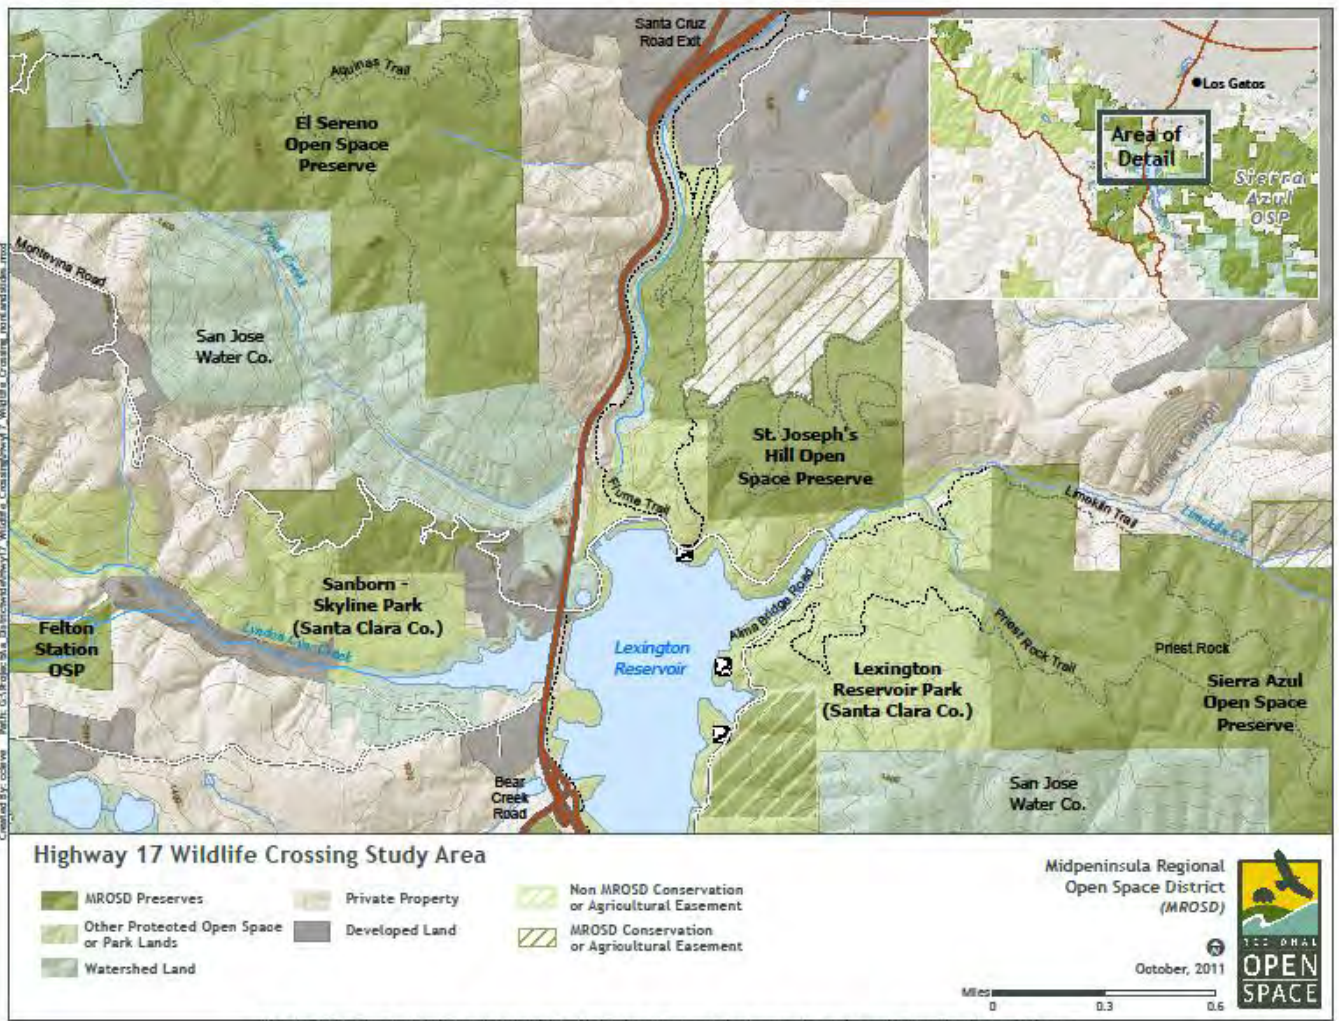 Santa Cruz
Road Exit
Aquinas Trail
El Sereno
Open Space
Preserve
Los Gatos
Area of
Detail
Sierra
Azul
OSP
Montevina Road
Trout Creek
San Jose
Water Co.
St. Joseph's
Hill Open
Space Preserve
Limekiln Canyon
Flume Trail
Limekiln Trail
Limekiln Ck
Sanborn -
Skyline Park
(Santa Clara Co.)
Felton
Station
OSP
Creek
Alma Bridge Road
Lexington
Reservoir
Priest Rock Trail
Priest Rock
Lexington
Reservoir Park
(Santa Clara Co.)
Sierra Azul
Open Space
Preserve
Bear
Creek
Road
San Jose
Water Co.
Highway 17 Wildlife Crossing Study Area
MROSD Preserves
Other Protected Open Space
or Park Lands
Watershed Land
Private Property
Developed Land
Non MROSD Conservation
or Agricultural Easement
MROSD Conservation
or Agricultural Easement
Midpeninsula Regional
Open Space District
(MROSD)
October, 2011
Miles
0 0.3 0.6
REGIONAL
OPEN
SPACE